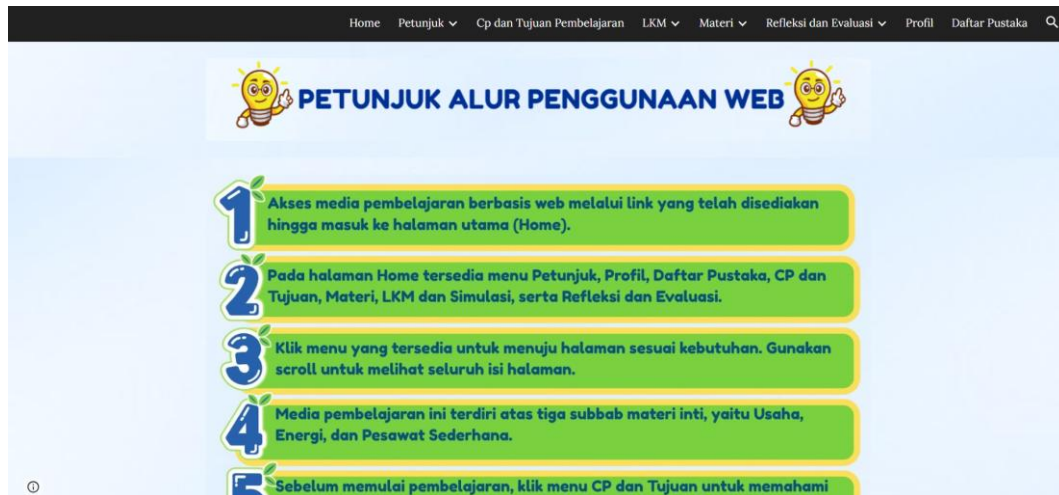 Home Petunjuk Cp dan Tujuan Pembelajaran LKM Materi Refleksi dan Evaluasi Profil Daftar Pustaka
PETUNJUK ALUR PENGGUNAAN WEB
1 Akses media pembelajaran berbasis web melalui link yang telah disediakan
hingga masuk ke halaman utama (Home).
2 Pada halaman Home tersedia menu Petunjuk, Profil, Daftar Pustaka, CP dan
Tujuan, Materi, LKM dan Simulasi, serta Refleksi dan Evaluasi.
3 Klik menu yang tersedia untuk menuju halaman sesuai kebutuhan. Gunakan
scroll untuk melihat seluruh isi halaman.
4 Media pembelajaran ini terdiri atas tiga subbab materi inti, yaitu Usaha,
Energi, dan Pesawat Sederhana.
5 Sebelum memulai pembelajaran, klik menu CP dan Tujuan untuk memahami